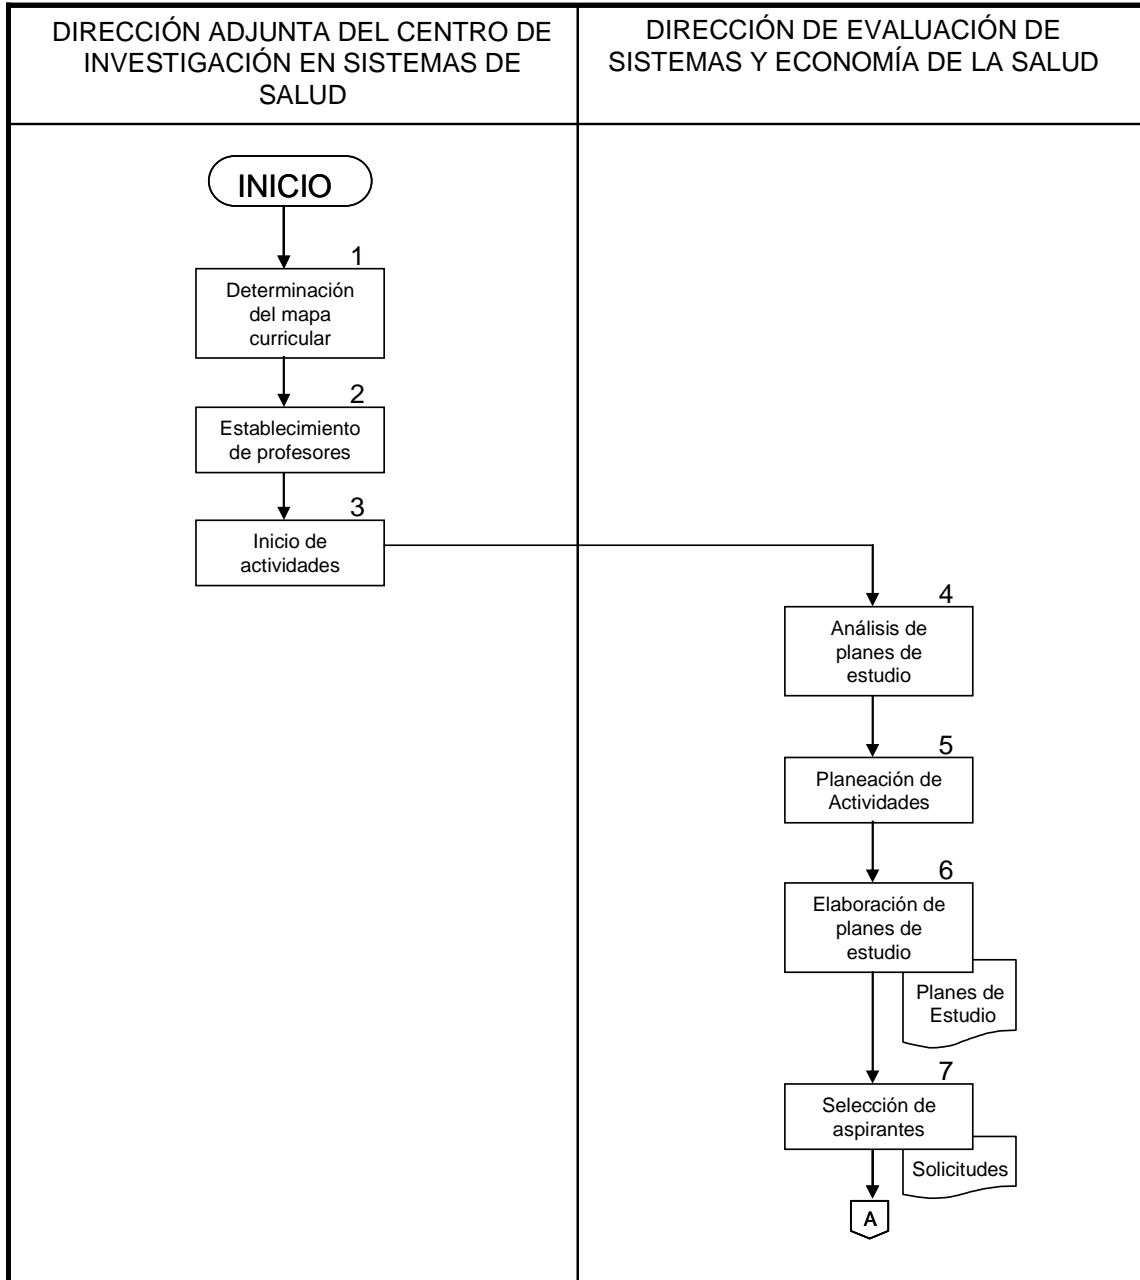 DIRECCIÓN ADJUNTA DEL CENTRO DE
INVESTIGACIÓN EN SISTEMAS DE
SALUD
DIRECCIÓN DE EVALUACIÓN DE
SISTEMAS Y ECONOMÍA DE LA SALUD
INICIO
1
Determinación
del mapa
curricular
2
Establecimiento
de profesores
3
Inicio de
actividades
4
Análisis de
planes de
estudio
5
Planeación de
Actividades
6
Elaboración de
planes de
estudio
Planes de
Estudio
7
Selección de
aspirantes
Solicitudes
A